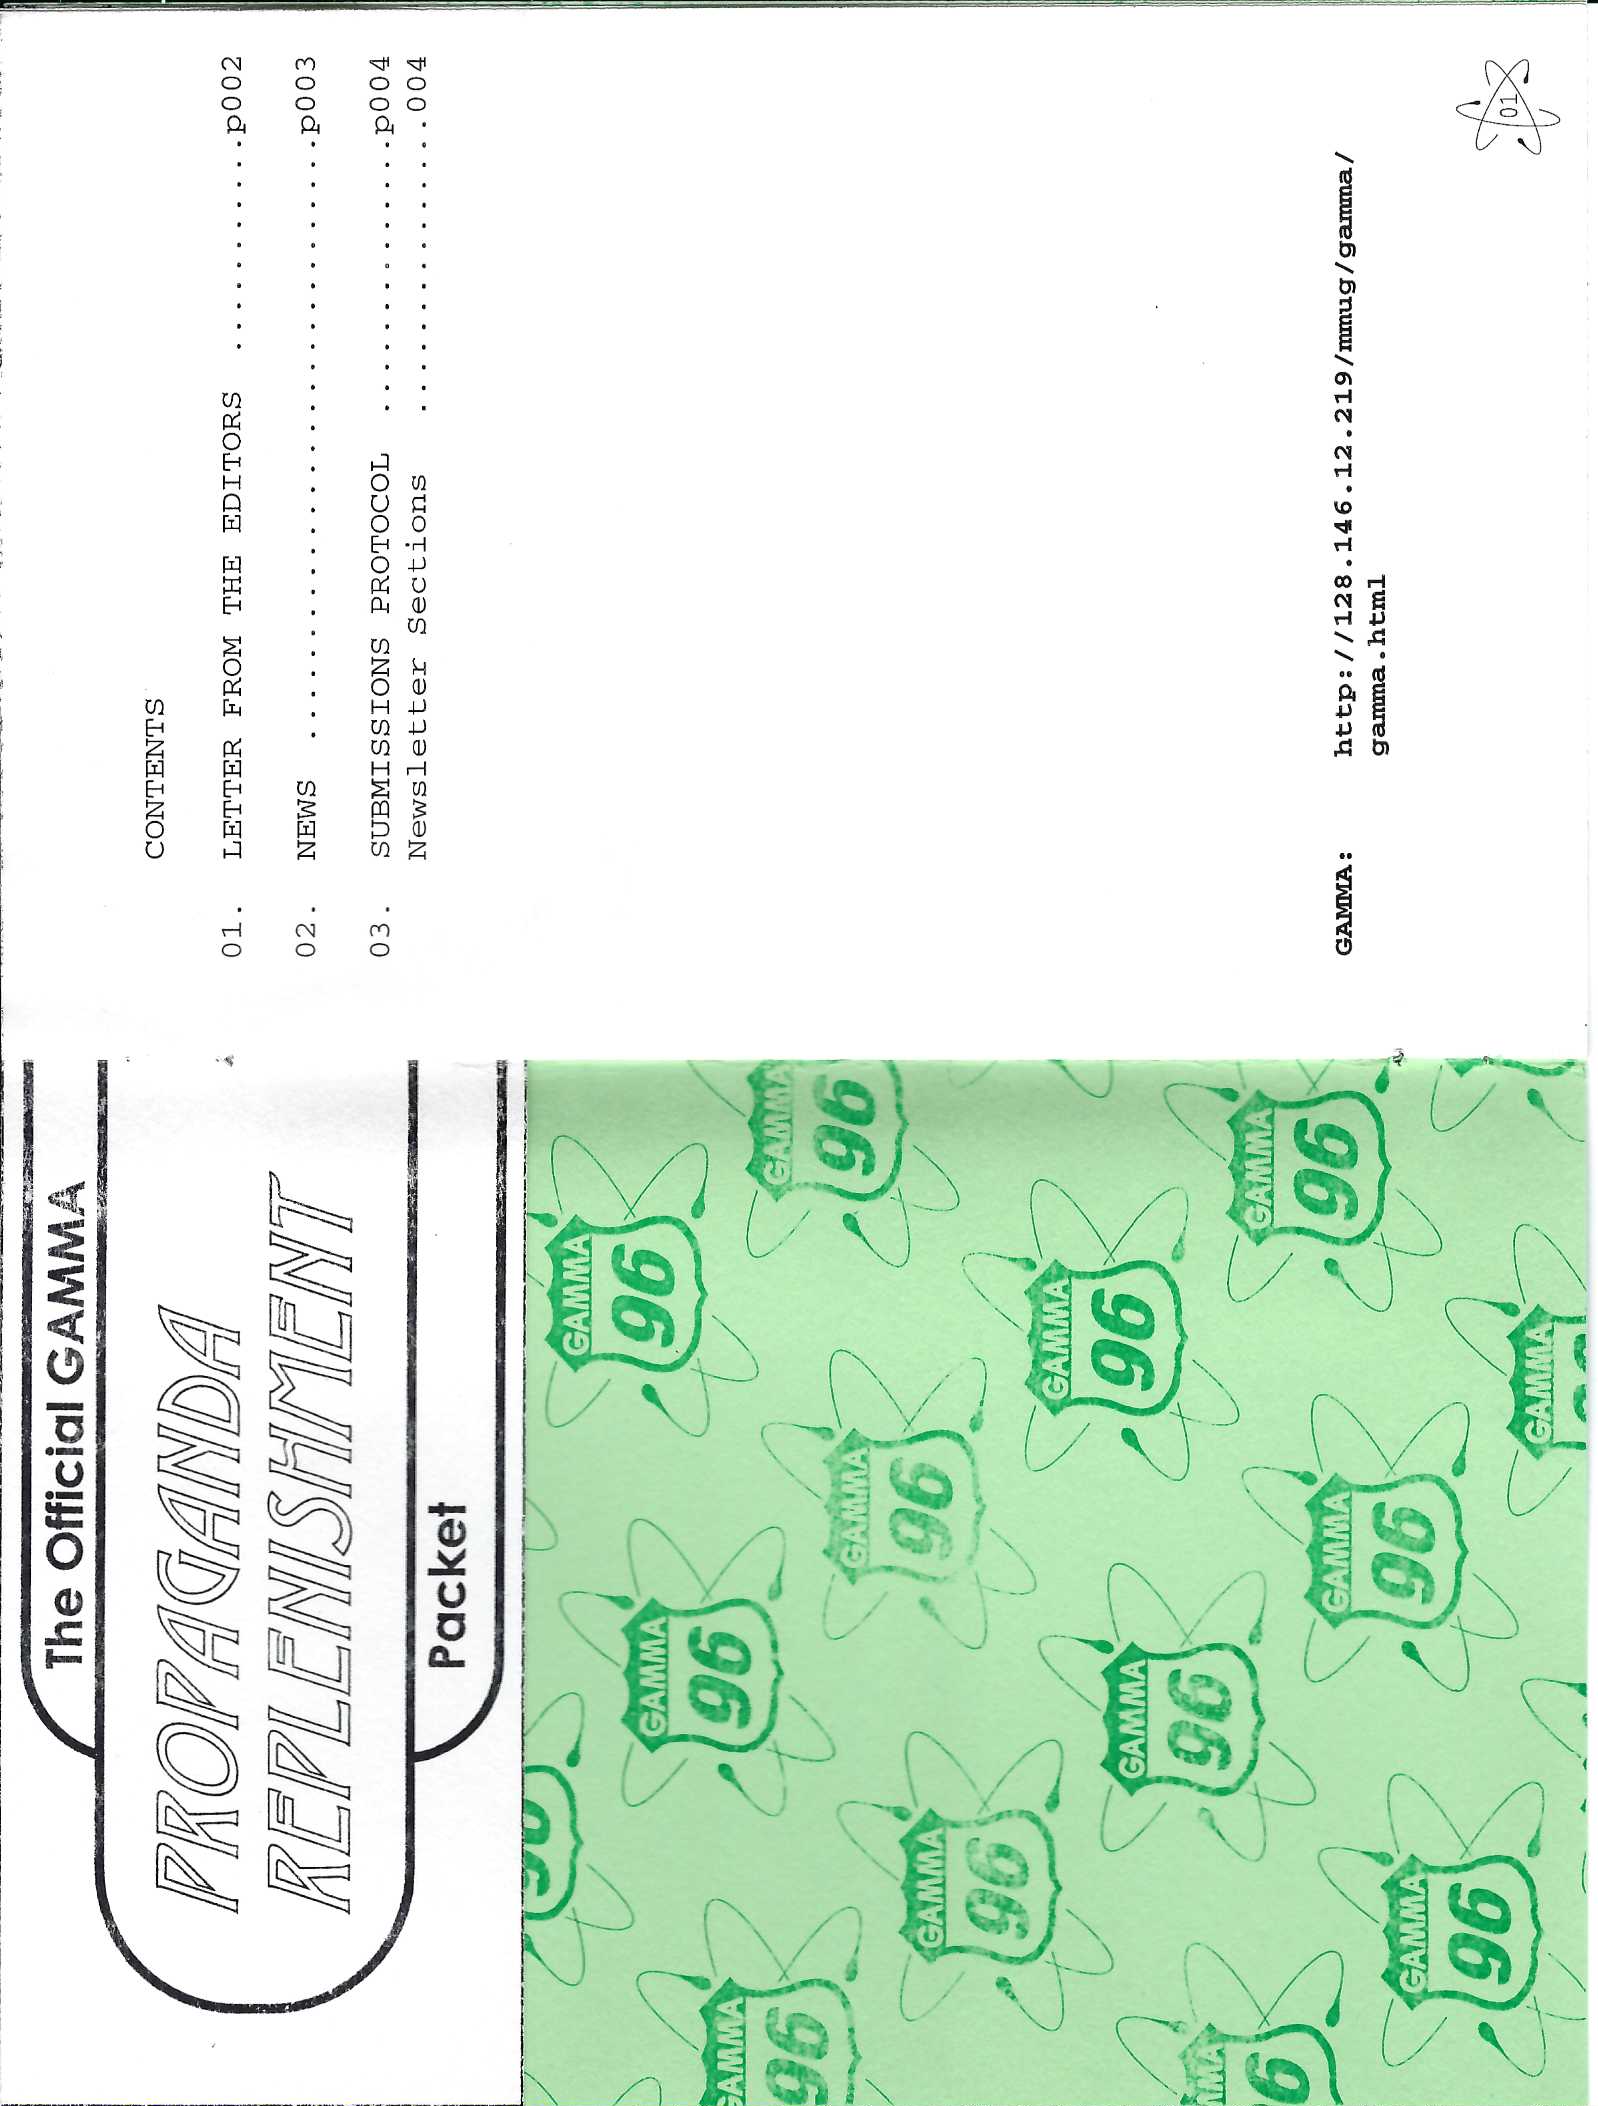 The Official GAMMA
PROPAGANDA
REPLENISHMENT
Packet
96
GAMMA
96
GAMMA
96
GAMMA
96
GAMMA
96
GAMMA
96
GAMMA
96
GAMMA
96
GAMMA
96
GAMMA
96
GAMMA
96
GAMMA
96
GAMMA
CONTENTS
01. LETTER FROM THE EDITORS ...........p002
02. NEWS ..............................p003
03. SUBMISSIONS PROTOCOL ..............p004
Newsletter Sections ...............004
GAMMA: http://128.146.12.219/mmug/gamma/
gamma.html
01